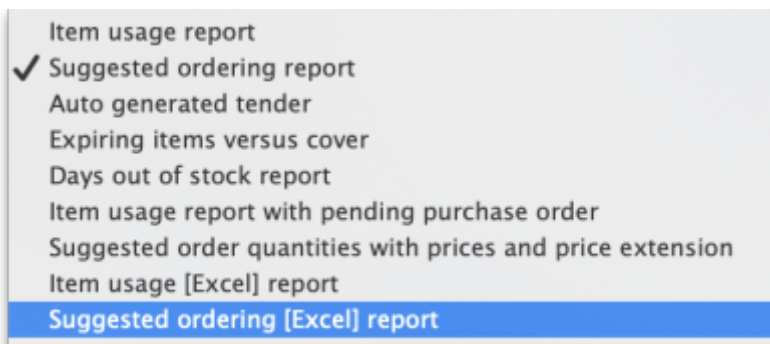 Item usage report
Suggested ordering report
Auto generated tender
Expiring items versus cover
Days out of stock report
Item usage report with pending purchase order
Suggested order quantities with prices and price extension
Item usage [Excel] report
Suggested ordering [Excel] report